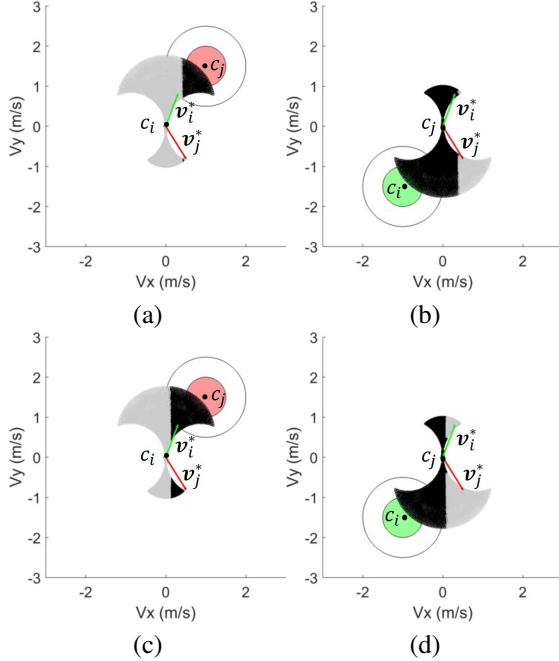 3
2
1
0
-1
-2
-3
Vy (m/s)
c_j
v_i^*
c_i
v_j^*
-2 0 2
Vx (m/s)
(a)
3
2
1
0
-1
-2
-3
Vy (m/s)
v_i^*
c_j
v_j^*
c_i
-2 0 2
Vx (m/s)
(b)
3
2
1
0
-1
-2
-3
Vy (m/s)
c_j
v_i^*
c_i
v_j^*
-2 0 2
Vx (m/s)
(c)
3
2
1
0
-1
-2
-3
Vy (m/s)
v_i^*
c_j
v_j^*
c_i
-2 0 2
Vx (m/s)
(d)